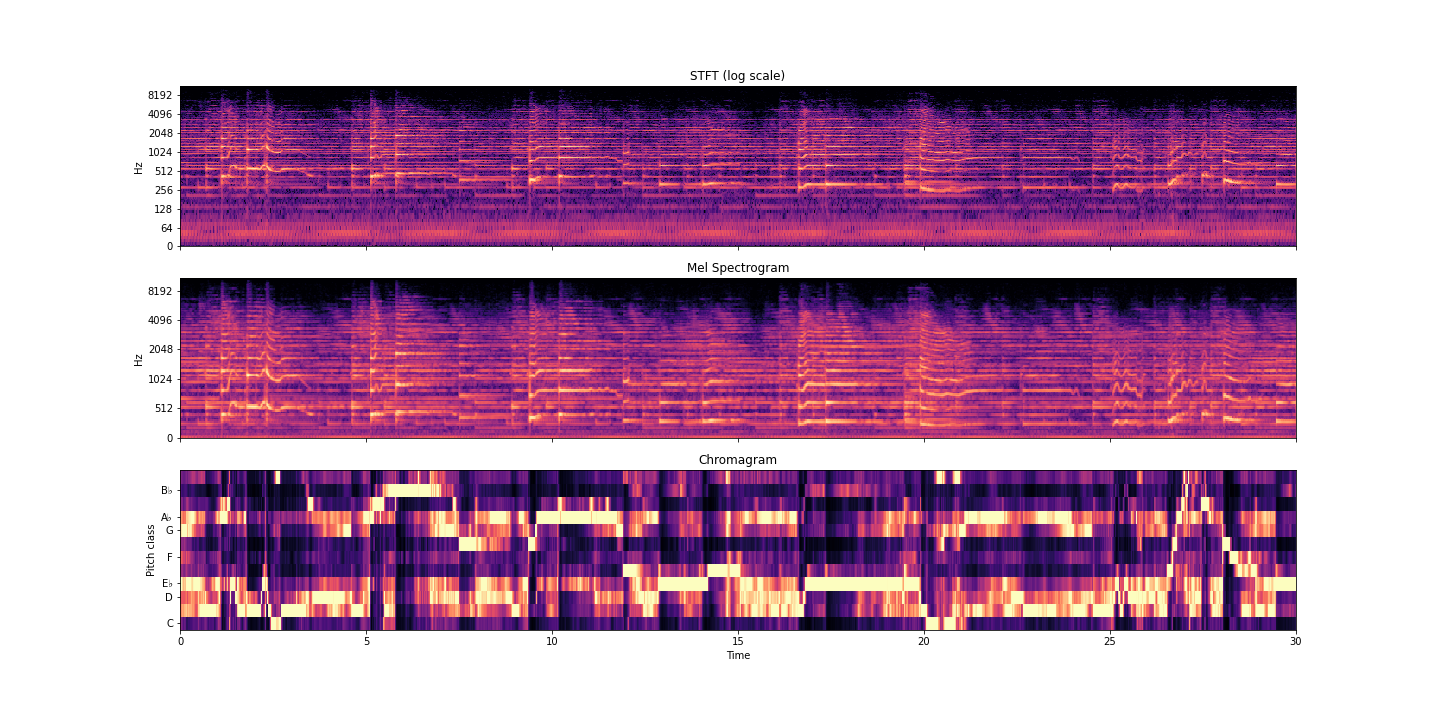 STFT (log scale)
8192
4096
2048
1024
512
256
128
64
0
Hz
Mel Spectrogram
8192
4096
2048
1024
512
0
Hz
Chromagram
B♭
A♭
G
F
E♭
D
C
Pitch class
0 5 10 15 20 25 30
Time